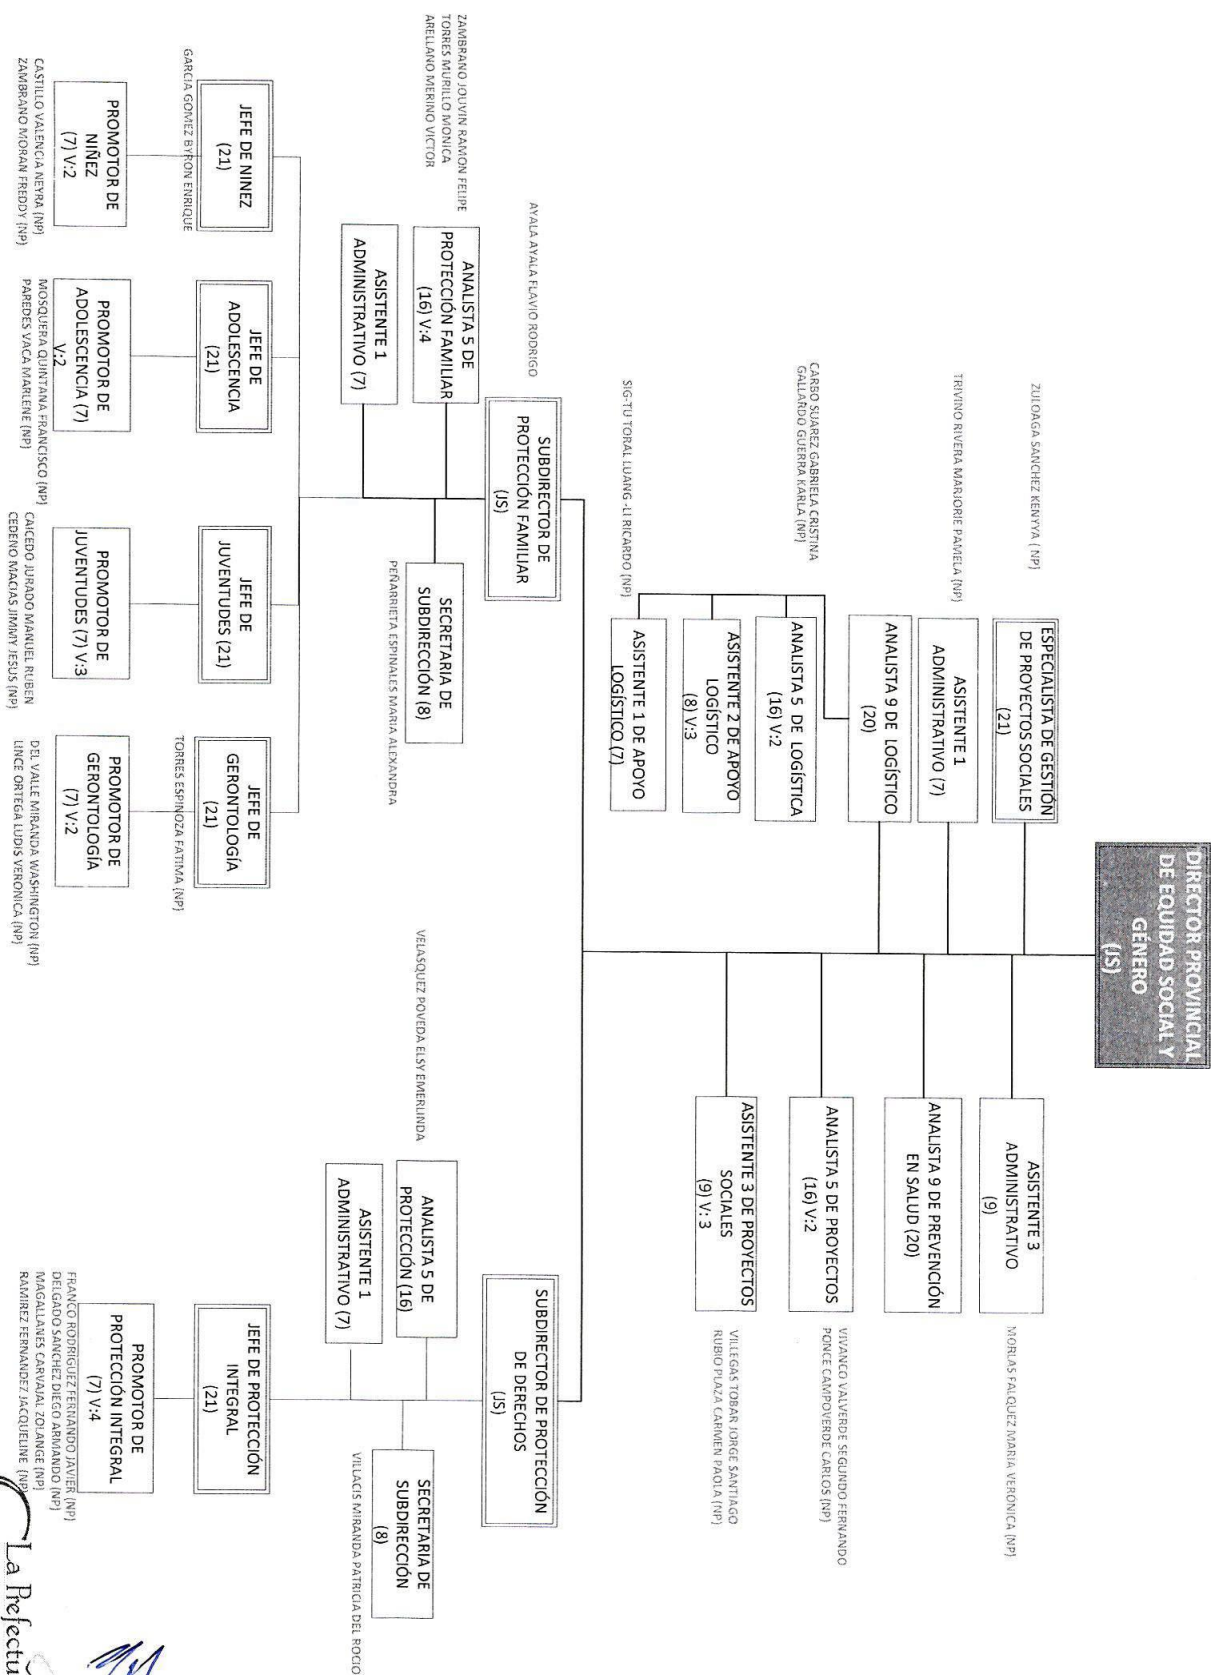 DIRECTOR PROVINCIAL
DE EQUIDAD SOCIAL Y
GÉNERO
(JS)
ZULOAGA SANCHEZ KENYYA ( NP)
ESPECIALISTA DE GESTIÓN
DE PROYECTOS SOCIALES
(21)
ASISTENTE 3
ADMINISTRATIVO
(9)
MORLAS FALQUEZ MARIA VERONICA (NP)
TRIVINO RIVERA MARJORIE PAMELA (NP)
ASISTENTE 1
ADMINISTRATIVO (7)
ANALISTA 9 DE PREVENCIÓN
EN SALUD (20)
ANALISTA 9 DE LOGÍSTICO
(20)
ANALISTA 5 DE PROYECTOS
(16) V:2
VIVANCO VALVERDE SEGUNDO FERNANDO
PONCE CAMPOVERDE CARLOS (NP)
CARBO SUAREZ GABRIELA CRISTINA
GALLARDO GUERRA KARLA (NP)
ANALISTA 5 DE LOGÍSTICA
(16) V:2
ASISTENTE 2 DE APOYO
LOGÍSTICO
(8) V:3
ASISTENTE 3 DE PROYECTOS
SOCIALES
(9) V: 3
VILLEGAS TOBAR JORGE SANTIAGO
RUBIO PLAZA CARMEN PAOLA (NP)
SIG-TU TORAL LUANG -LI RICARDO (NP)
ASISTENTE 1 DE APOYO
LOGÍSTICO (7)
AYALA AYALA FLAVIO RODRIGO
SUBDIRECTOR DE
PROTECCIÓN FAMILIAR
(JS)
SUBDIRECTOR DE PROTECCIÓN
DE DERECHOS
(JS)
ZAMBRANO JOUVIN RAMON FELIPE
TORRES MURILLO MONICA
ARELLANO MERINO VICTOR
ANALISTA 5 DE
PROTECCIÓN FAMILIAR
(16) V:4
SECRETARIA DE
SUBDIRECCIÓN (8)
PEÑARRIETA ESPINALES MARIA ALEXANDRA
ASISTENTE 1
ADMINISTRATIVO (7)
VELASQUEZ POVEDA ELSY EMERLINDA
ANALISTA 5 DE
PROTECCIÓN (16)
SECRETARIA DE
SUBDIRECCIÓN
(8)
VILLACIS MIRANDA PATRICIA DEL ROCIO
ASISTENTE 1
ADMINISTRATIVO (7)
JEFE DE NINEZ
(21)
GARCIA GOMEZ BYRON ENRIQUE
JEFE DE
ADOLESCENCIA
(21)
JEFE DE
JUVENTUDES (21)
JEFE DE
GERONTOLOGÍA
(21)
TORRES ESPINOZA FATIMA (NP)
JEFE DE PROTECCIÓN
INTEGRAL
(21)
PROMOTOR DE
NIÑEZ
(7) V:2
CASTILLO VALENCIA NEYRA (NP)
ZAMBRANO MORAN FREDDY (NP)
PROMOTOR DE
ADOLESCENCIA (7)
V:2
MOSQUERA QUINTANA FRANCISCO (NP)
PAREDES VACA MARLENE (NP)
PROMOTOR DE
JUVENTUDES (7) V:3
CAICEDO JURADO MANUEL RUBEN
CEDENO MACIAS JIMMY JESUS (NP)
PROMOTOR DE
GERONTOLOGÍA
(7) V:2
DEL VALLE MIRANDA WASHINGTON (NP)
LINCE ORTEGA LUDIS VERONICA (NP)
PROMOTOR DE
PROTECCIÓN INTEGRAL
(7) V:4
FRANCO RODRIGUEZ FERNANDO JAVIER (NP)
DELGADO SANCHEZ DIEGO ARMANDO (NP)
MAGALLANES CARVAJAL ZOLANGE (NP)
RAMIREZ FERNANDEZ JACQUELINE (NP)
La Prefectu